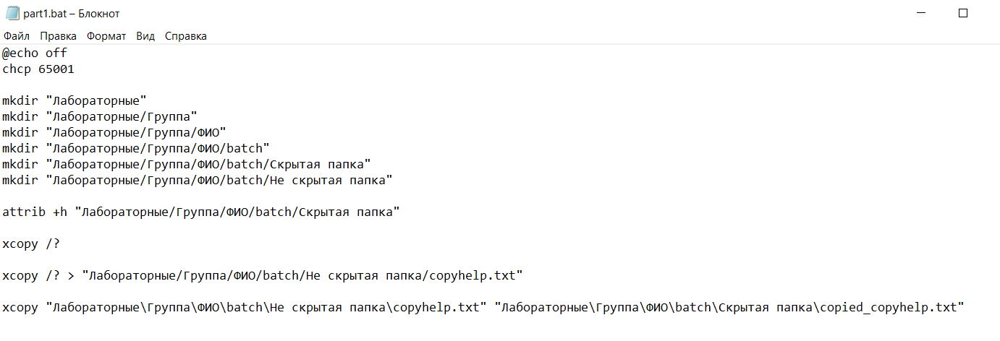 part1.bat – Блокнот
Файл Правка Формат Вид Справка
@echo off
chcp 65001
mkdir "Лабораторные"
mkdir "Лабораторные/Группа"
mkdir "Лабораторные/Группа/ФИО"
mkdir "Лабораторные/Группа/ФИО/batch"
mkdir "Лабораторные/Группа/ФИО/batch/Скрытая папка"
mkdir "Лабораторные/Группа/ФИО/batch/Не скрытая папка"
attrib +h "Лабораторные/Группа/ФИО/batch/Скрытая папка"
xcopy /?
xcopy /? > "Лабораторные/Группа/ФИО/batch/Не скрытая папка/copyhelp.txt"
xcopy "Лабораторные\Группа\ФИО\batch\Не скрытая папка\copyhelp.txt" "Лабораторные\Группа\ФИО\batch\Скрытая папка\copied_copyhelp.txt"